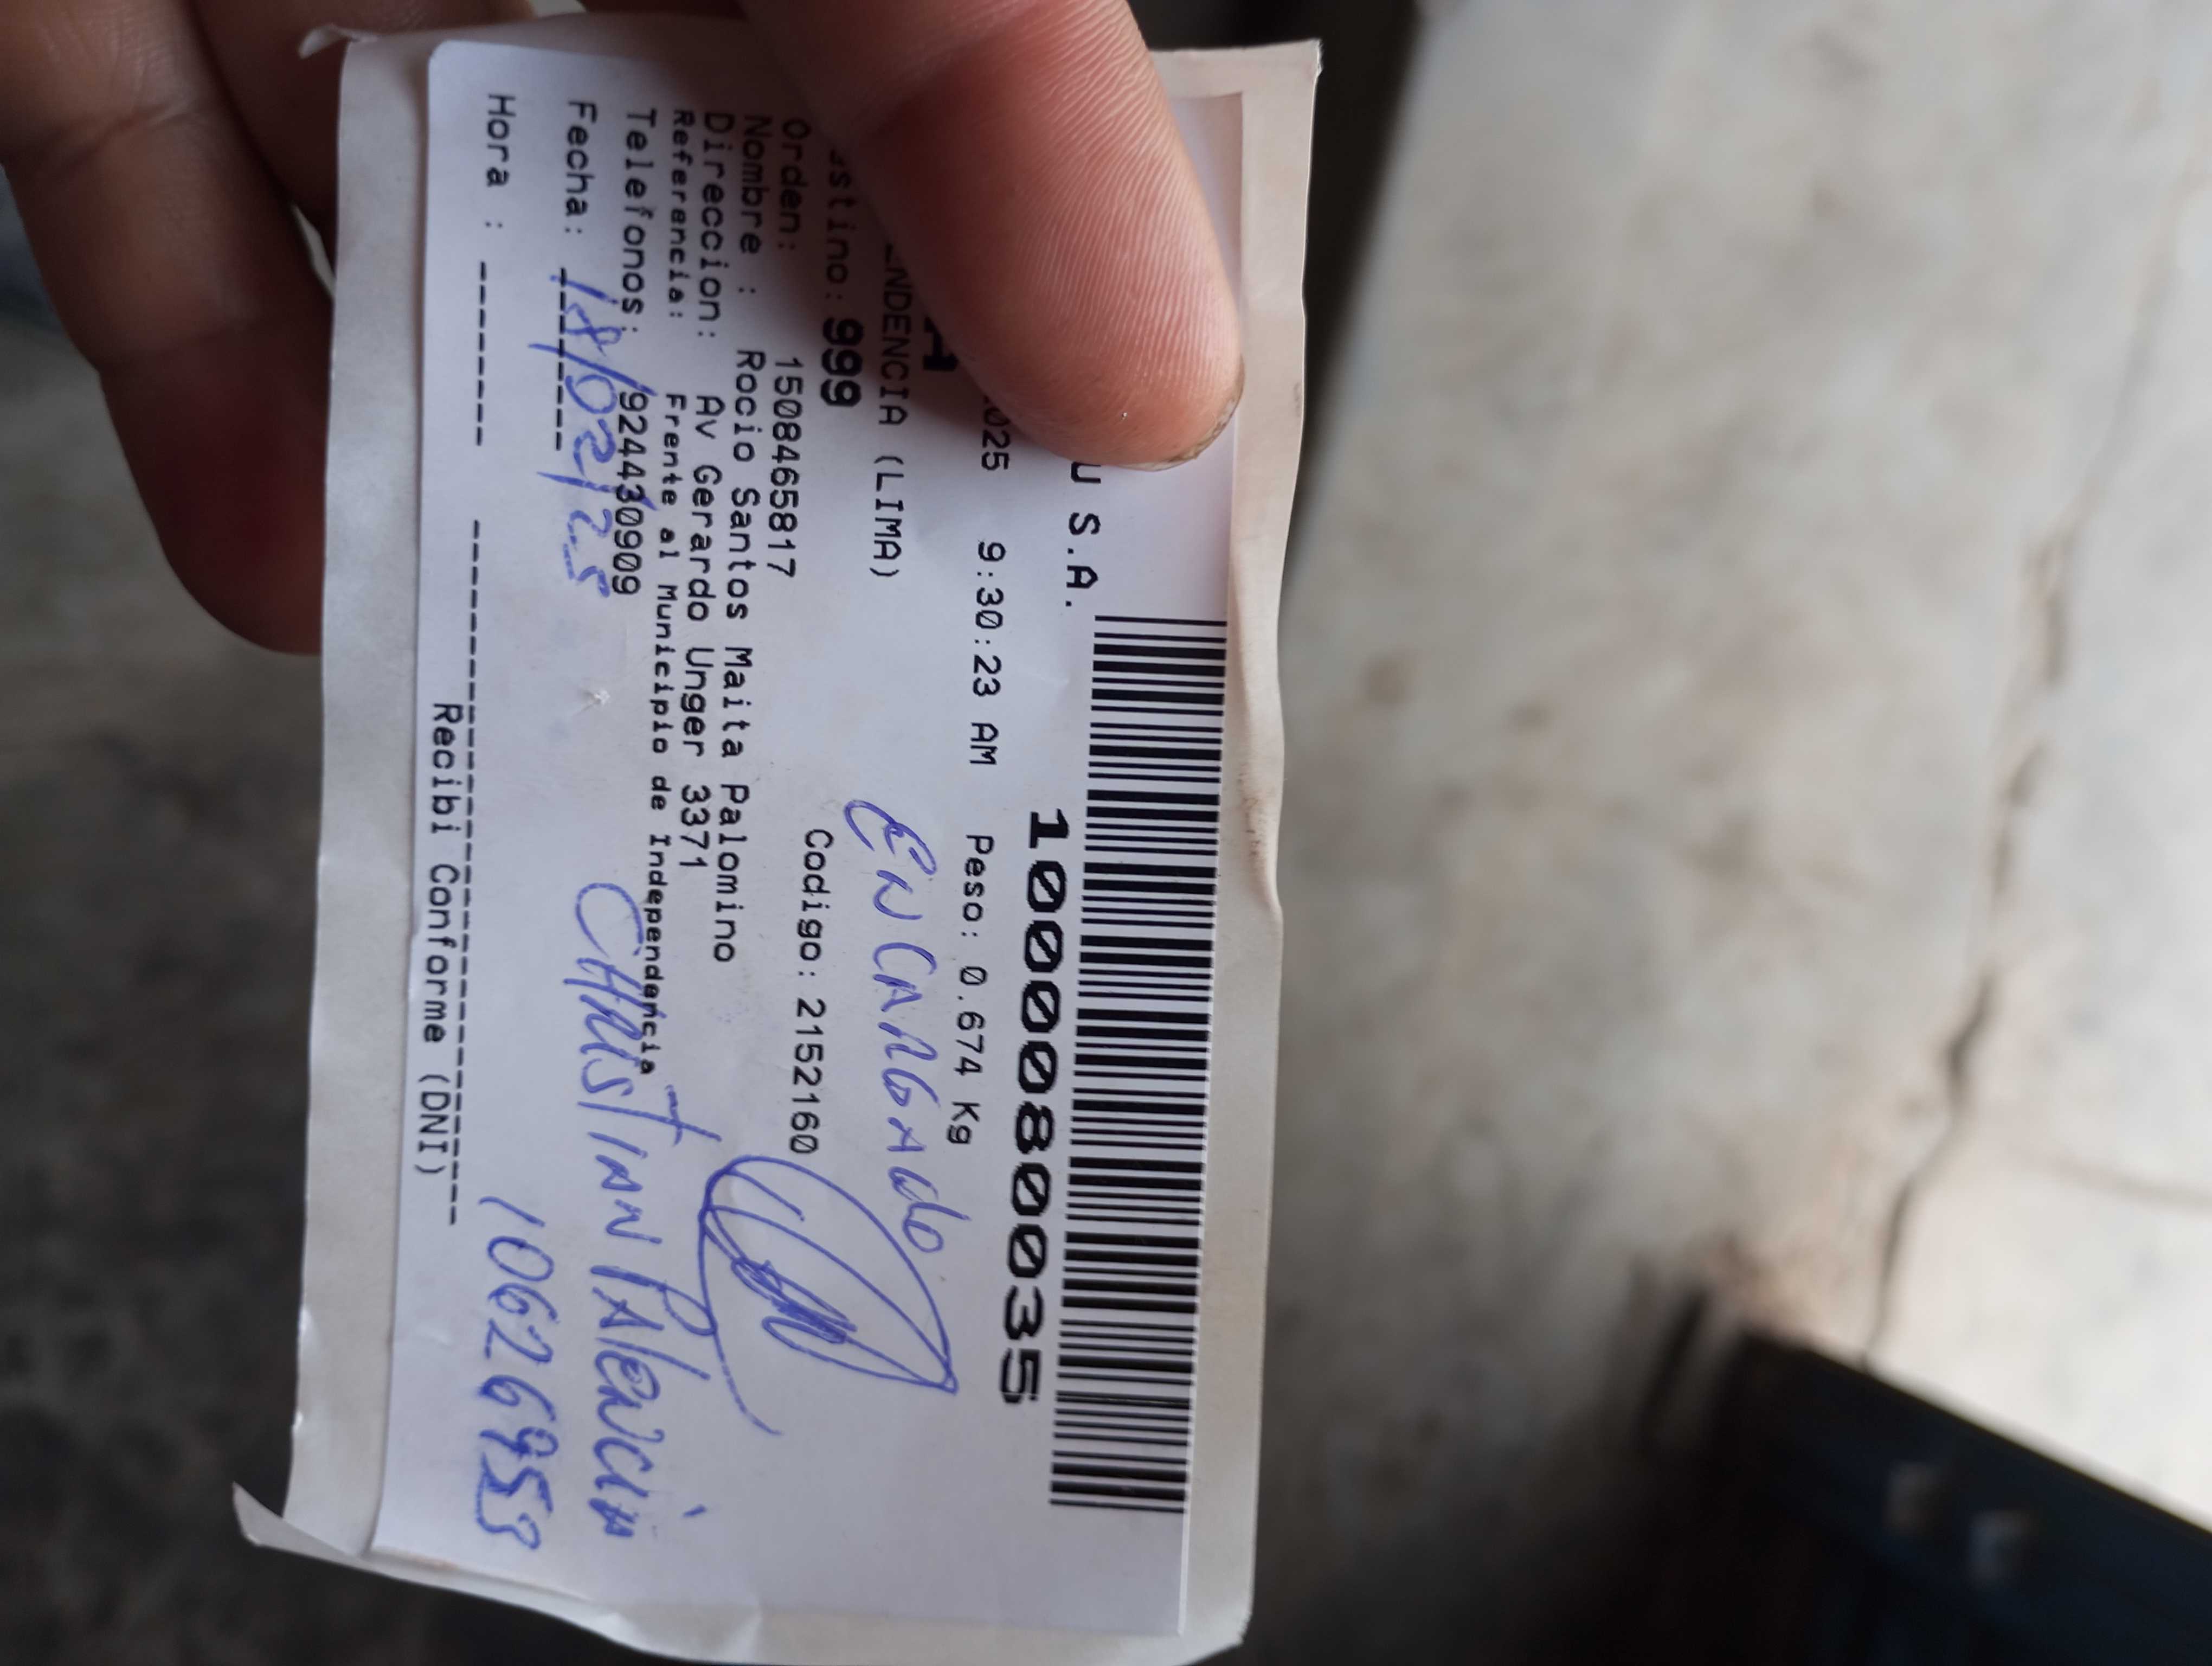 U S.A.
10000800035
025 9:30:23 AM Peso: 0.674 Kg
A
NDENCIA (LIMA)
ENCARGAdo
stino: 999
Codigo: 2152160
Orden: 1508465817
Nombre : Rocio Santos Maita Palomino
Direccion: Av Gerardo Unger 3371
Referencia: Frente al Municipio de Independencia
Telefonos: 924430909
Fecha: 18/02/25
CHRISTIAN PAlENCIA
Hora :
10626953
Recibi Conforme (DNI)